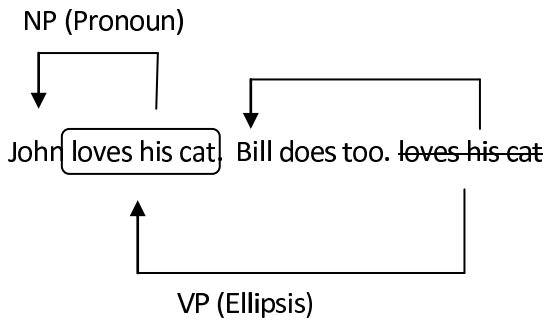 NP (Pronoun)
John loves his cat. Bill does too. loves his cat
VP (Ellipsis)